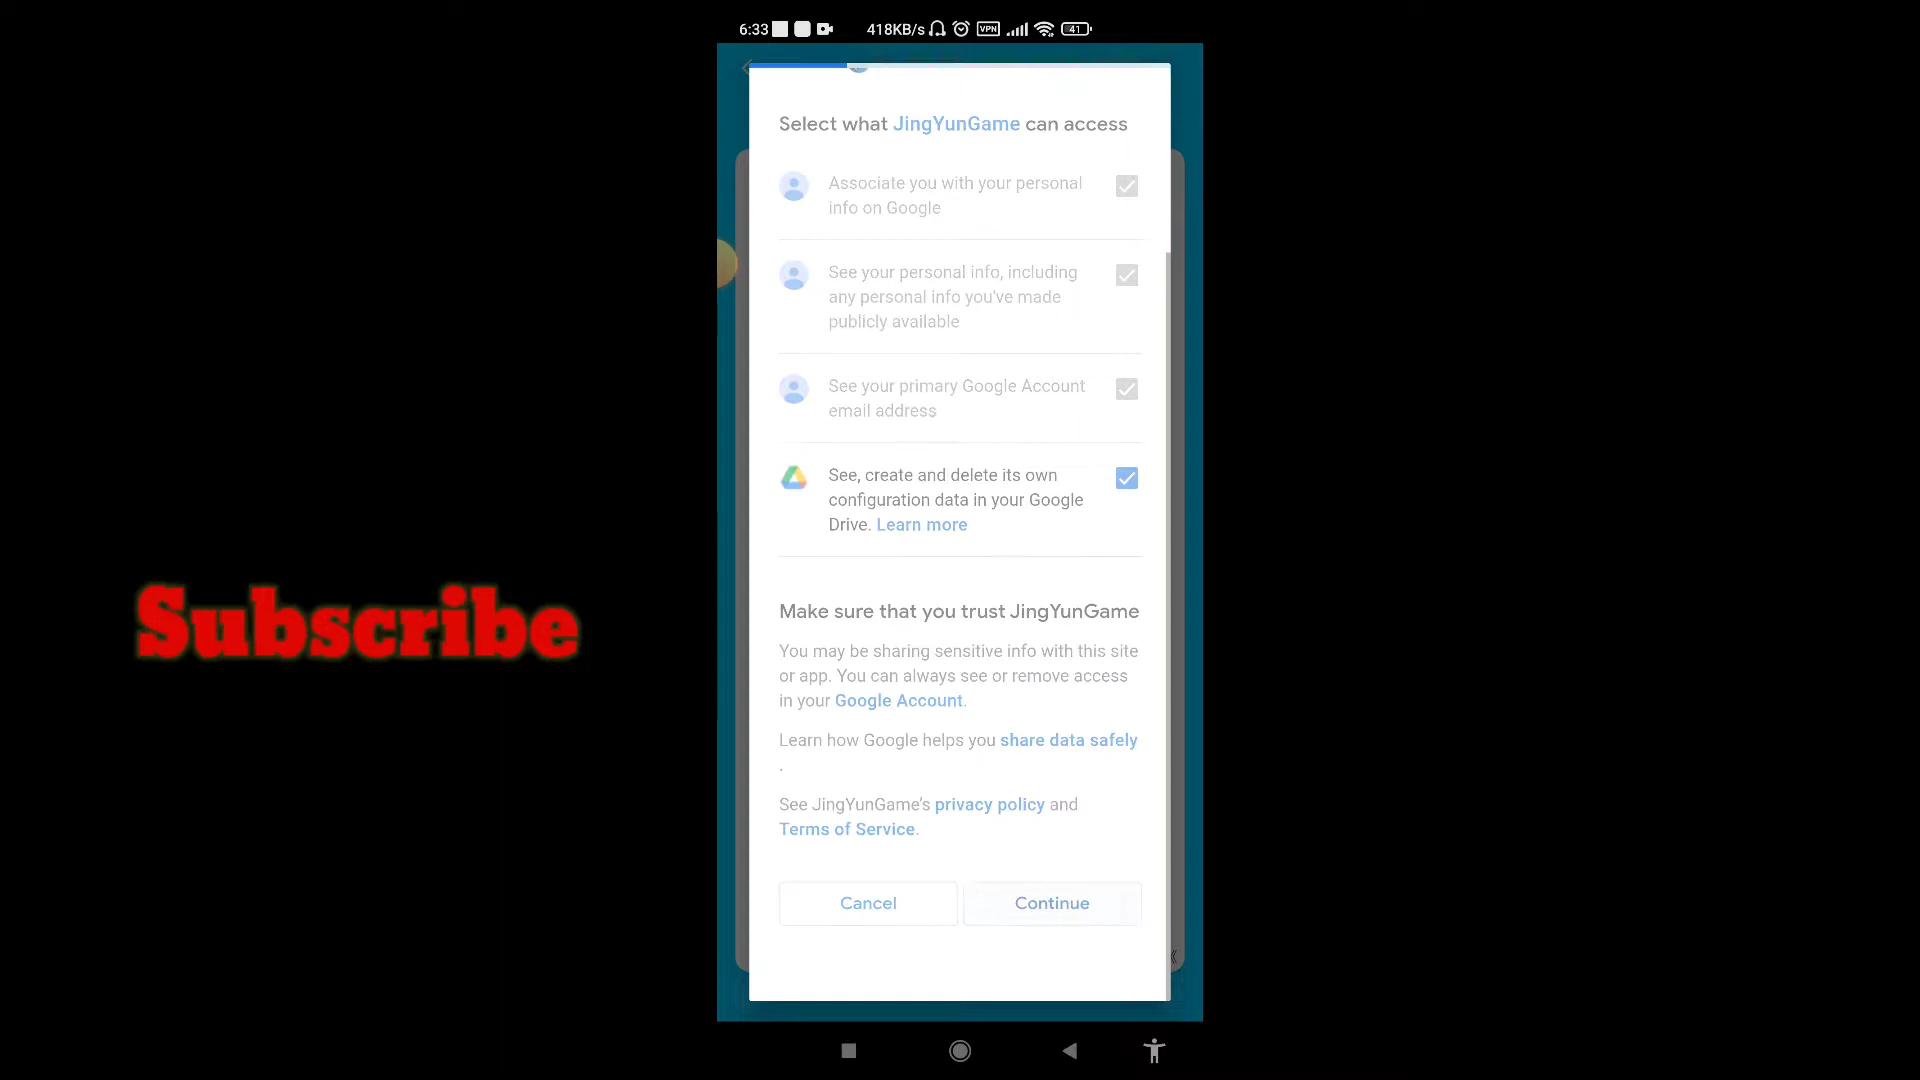 6:33
418KB/s
VPN
41
Select what JingYunGame can access
Associate you with your personal
info on Google
See your personal info, including
any personal info you've made
publicly available
See your primary Google Account
email address
See, create and delete its own
configuration data in your Google
Drive. Learn more
Subscribe
Make sure that you trust JingYunGame
You may be sharing sensitive info with this site
or app. You can always see or remove access
in your Google Account.
Learn how Google helps you share data safely
.
See JingYunGame’s privacy policy and
Terms of Service.
Cancel
Continue